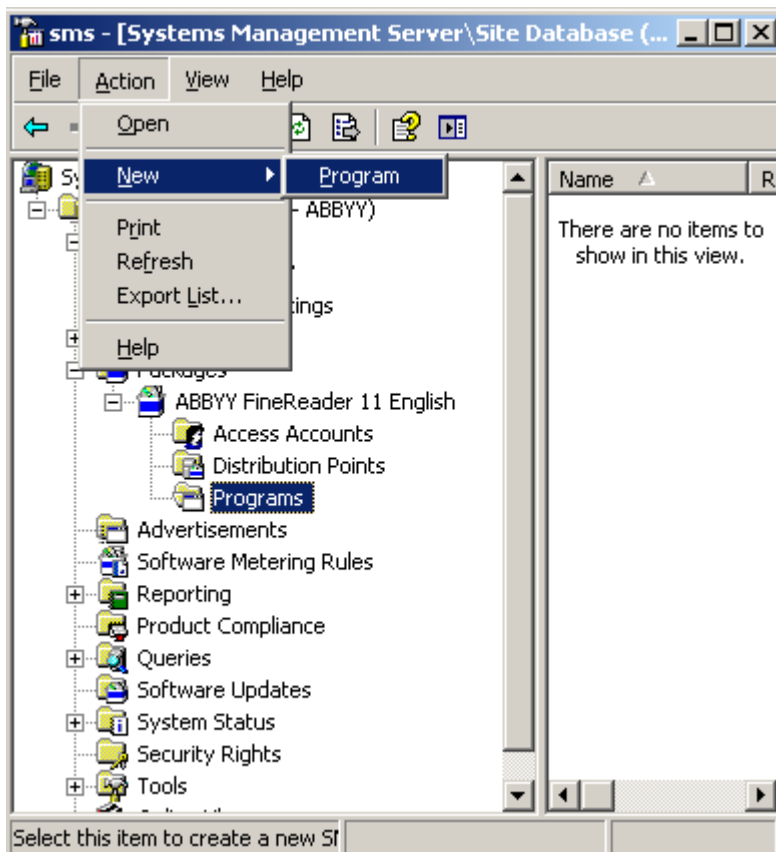 sms - [Systems Management Server\Site Database (...
File Action View Help
Open
New
Program
Print
Refresh
Export List...
Help
- ABBYY)
Packages
ABBYY FineReader 11 English
Access Accounts
Distribution Points
Programs
Advertisements
Software Metering Rules
Reporting
Product Compliance
Queries
Software Updates
System Status
Security Rights
Tools
Name
R
There are no items to
show in this view.
Select this item to create a new